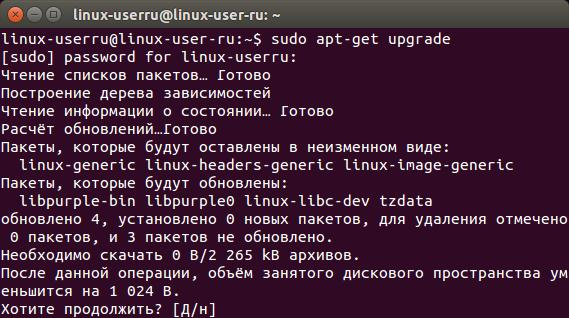 linux-userru@linux-user-ru: ~
linux-userru@linux-user-ru:~$ sudo apt-get upgrade
[sudo] password for linux-userru:
Чтение списков пакетов… Готово
Построение дерева зависимостей
Чтение информации о состоянии… Готово
Расчёт обновлений…Готово
Пакеты, которые будут оставлены в неизменном виде:
  linux-generic linux-headers-generic linux-image-generic
Пакеты, которые будут обновлены:
  libpurple-bin libpurple0 linux-libc-dev tzdata
обновлено 4, установлено 0 новых пакетов, для удаления отмечено
 0 пакетов, и 3 пакетов не обновлено.
Необходимо скачать 0 B/2 265 kB архивов.
После данной операции, объём занятого дискового пространства ум
еньшится на 1 024 B.
Хотите продолжить? [Д/н]